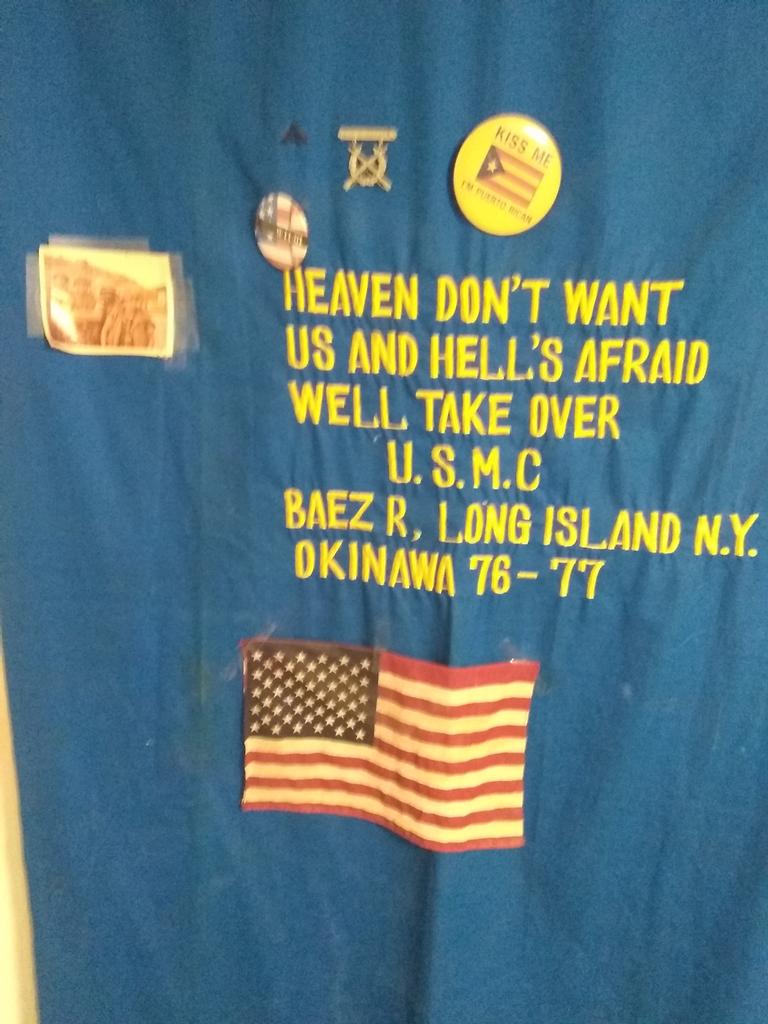 KISS ME
I'M PUERTO RICAN
HEAVEN DON'T WANT
US AND HELL'S AFRAID
WELL TAKE OVER
U.S.M.C
BAEZ R, LONG ISLAND N.Y.
OKINAWA 76-77